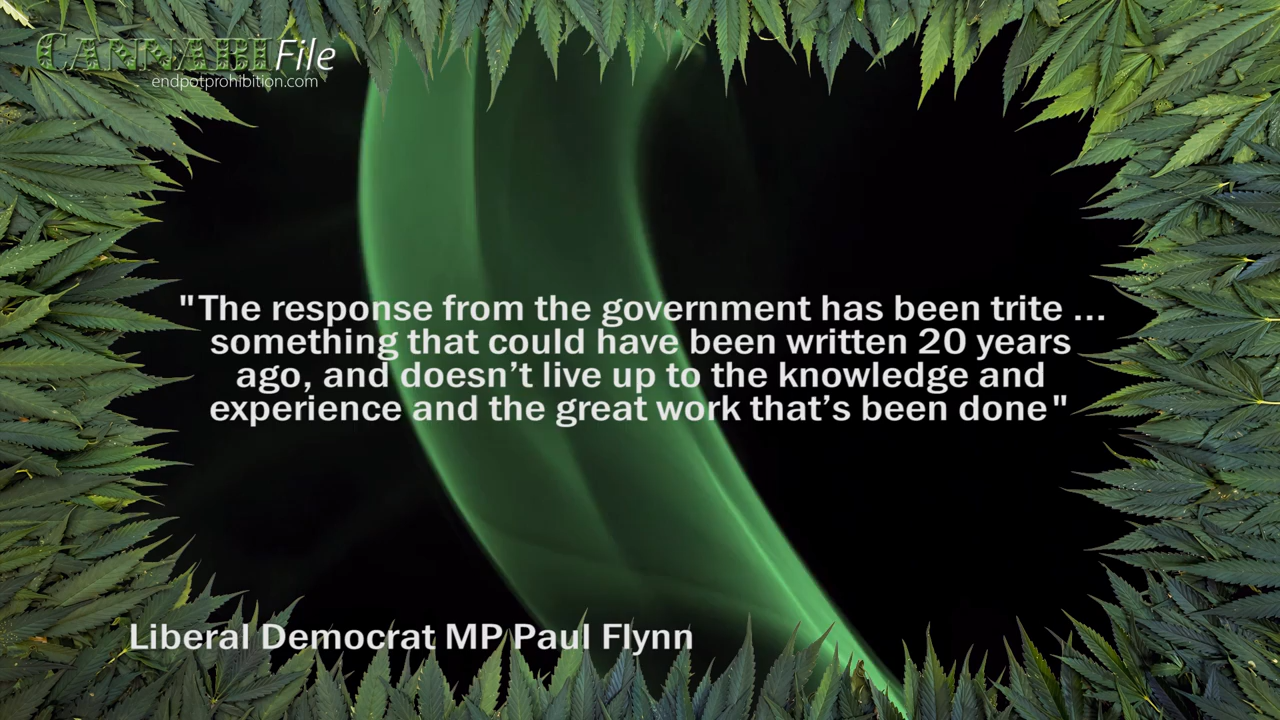 CANNABIFile
endpotprohibition.com
"The response from the government has been trite ...
something that could have been written 20 years
ago, and doesn’t live up to the knowledge and
experience and the great work that’s been done"
Liberal Democrat MP Paul Flynn